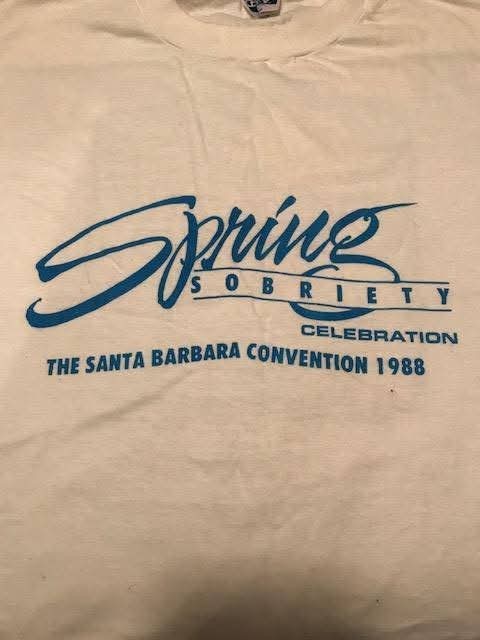 Spring
SOBRIETY
CELEBRATION
THE SANTA BARBARA CONVENTION 1988